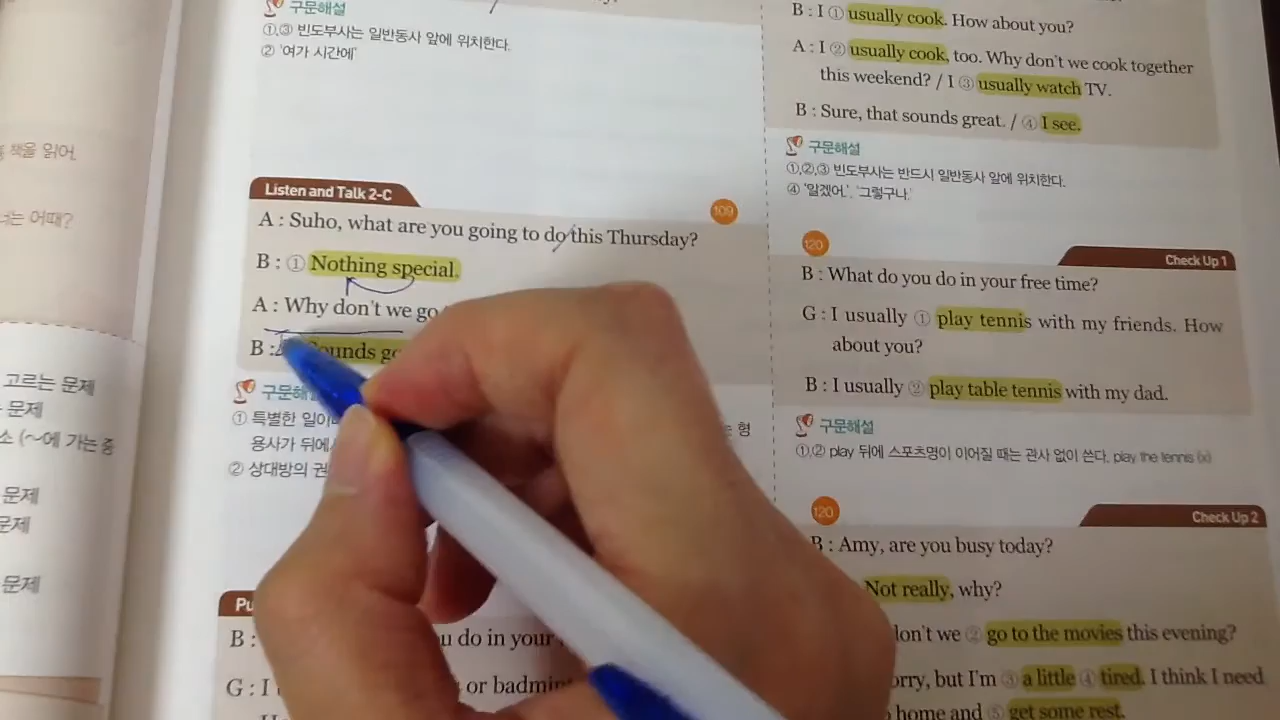 구문해설
①,③ 빈도부사는 일반동사 앞에 위치한다.
② '여가 시간에'
책을 읽어.
너는 어때?
고르는 문제
문제
소 (~에 가는 중
문제
문제
문제
Listen and Talk 2-C
109
A : Suho, what are you going to do this Thursday?
B : ① Nothing special.
A : Why don't we go
B : Sounds
구문해
① 특별한 일이
는 형
용사가 뒤에서
② 상대방의
Pu
B : u do in your
G : I or badmin
B : I ① usually cook. How about you?
A : I ② usually cook, too. Why don't we cook together
this weekend? / I ③ usually watch TV.
B : Sure, that sounds great. / ④ I see.
구문해설
①,②,③ 빈도부사는 반드시 일반동사 앞에 위치한다.
④ '알겠어.', '그렇구나.'
120
Check Up 1
B : What do you do in your free time?
G : I usually ① play tennis with my friends. How
about you?
B : I usually ② play table tennis with my dad.
구문해설
①,② play 뒤에 스포츠명이 이어질 때는 관사 없이 쓴다. play the tennis (x)
120
Check Up 2
B : Amy, are you busy today?
Not really, why?
don't we ② go to the movies this evening?
orry, but I'm ③ a little ④ tired. I think I need
home and ⑤ get some rest.